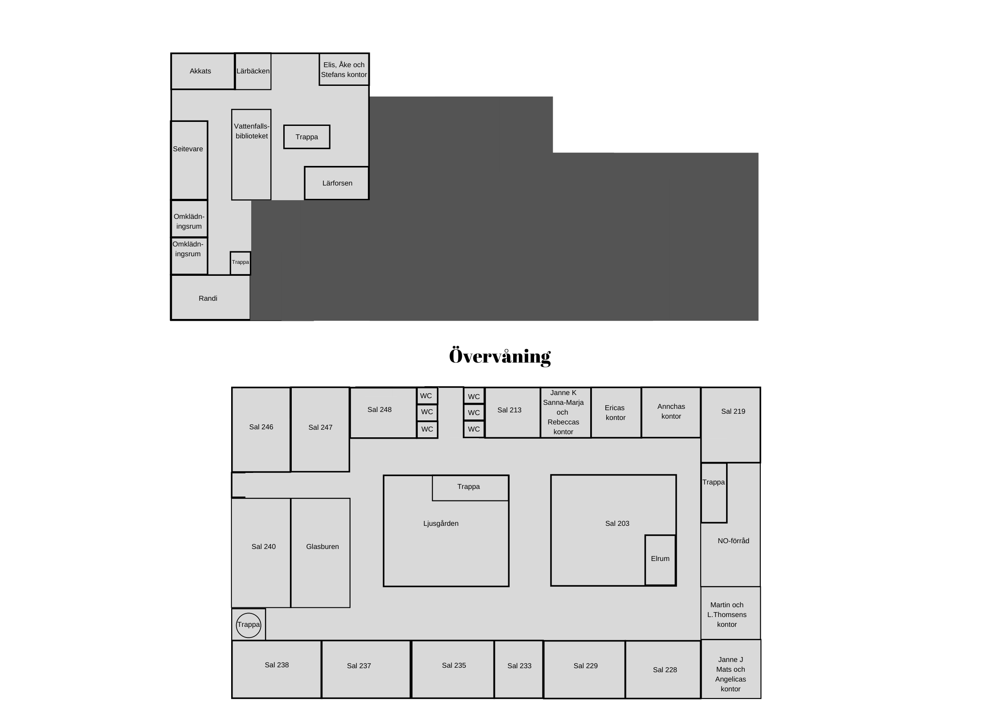 Akkats
Lärbäcken
Elis, Åke och
Stefans kontor
Vattenfalls-
biblioteket
Trappa
Seitevare
Lärforsen
Omklädn-
ingsrum
Omklädn-
ingsrum
Trappa
Randi
Övervåning
Sal 246
Sal 247
Sal 248
WC
WC
WC
WC
WC
WC
Sal 213
Janne K
Sanna-Marja
och
Rebeccas
kontor
Ericas
kontor
Annchas
kontor
Sal 219
Trappa
Ljusgården
Sal 203
Elrum
Trappa
NO-förråd
Sal 240
Glasburen
Martin och
L.Thomsens
kontor
Trappa
Sal 238
Sal 237
Sal 235
Sal 233
Sal 229
Sal 228
Janne J
Mats och
Angelicas
kontor